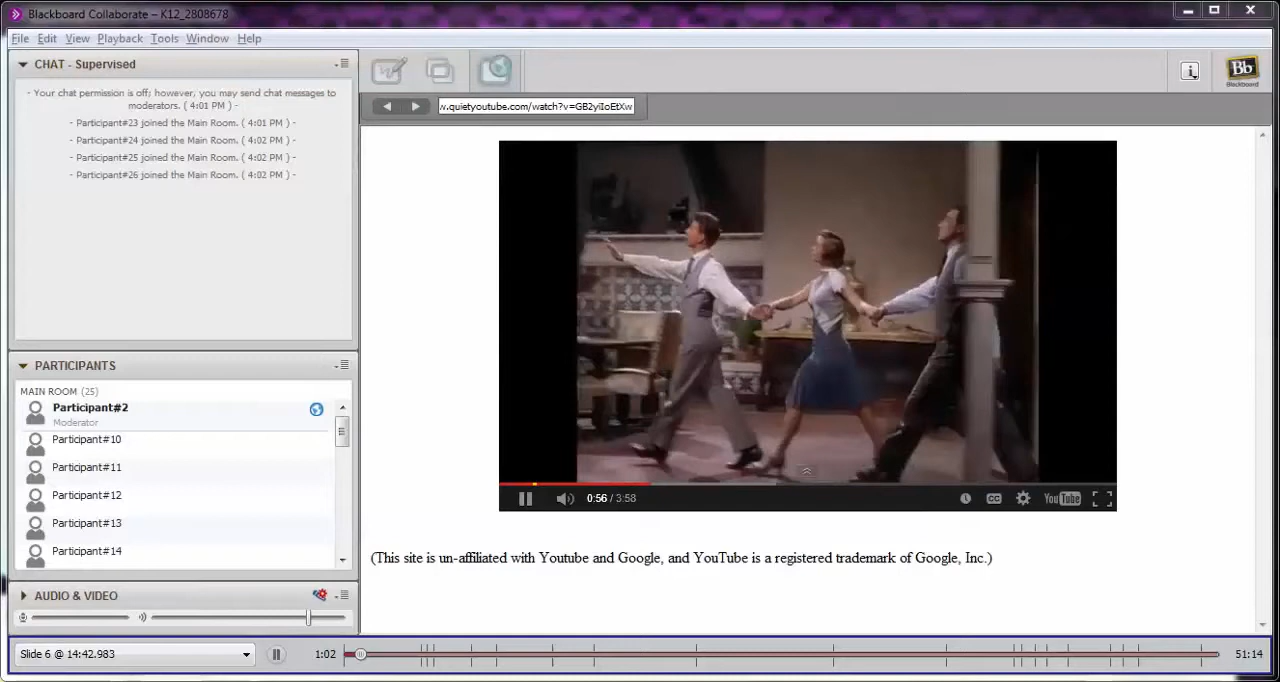 Blackboard Collaborate – K12_2808678
File Edit View Playback Tools Window Help
CHAT - Supervised
- Your chat permission is off; however, you may send chat messages to
moderators. ( 4:01 PM ) -
- Participant#23 joined the Main Room. ( 4:01 PM ) -
- Participant#24 joined the Main Room. ( 4:02 PM ) -
- Participant#25 joined the Main Room. ( 4:02 PM ) -
- Participant#26 joined the Main Room. ( 4:02 PM ) -
PARTICIPANTS
MAIN ROOM (25)
Participant#2
Moderator
Participant#10
Participant#11
Participant#12
Participant#13
Participant#14
AUDIO & VIDEO
Bb
Blackboard
w.quietyoutube.com/watch?v=GB2yiIoEtXw
0:56 / 3:58
CC
YouTube
(This site is un-affiliated with Youtube and Google, and YouTube is a registered trademark of Google, Inc.)
Slide 6 @ 14:42.983
1:02
51:14